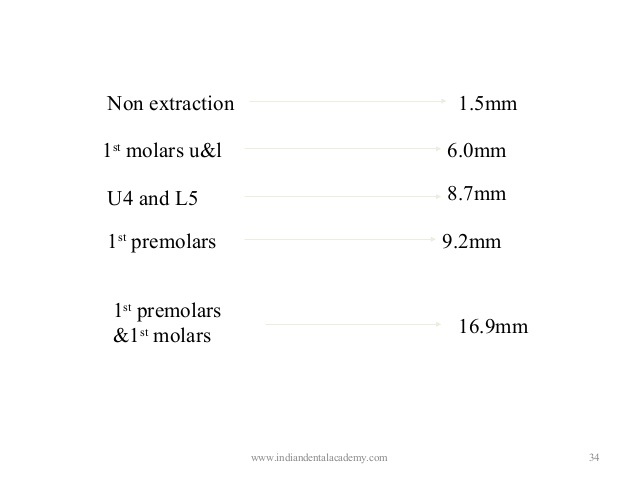 Non extraction 1.5mm
1st molars u&l 6.0mm
U4 and L5 8.7mm
1st premolars 9.2mm
1st premolars
&1st molars 16.9mm
www.indiandentalacademy.com 34